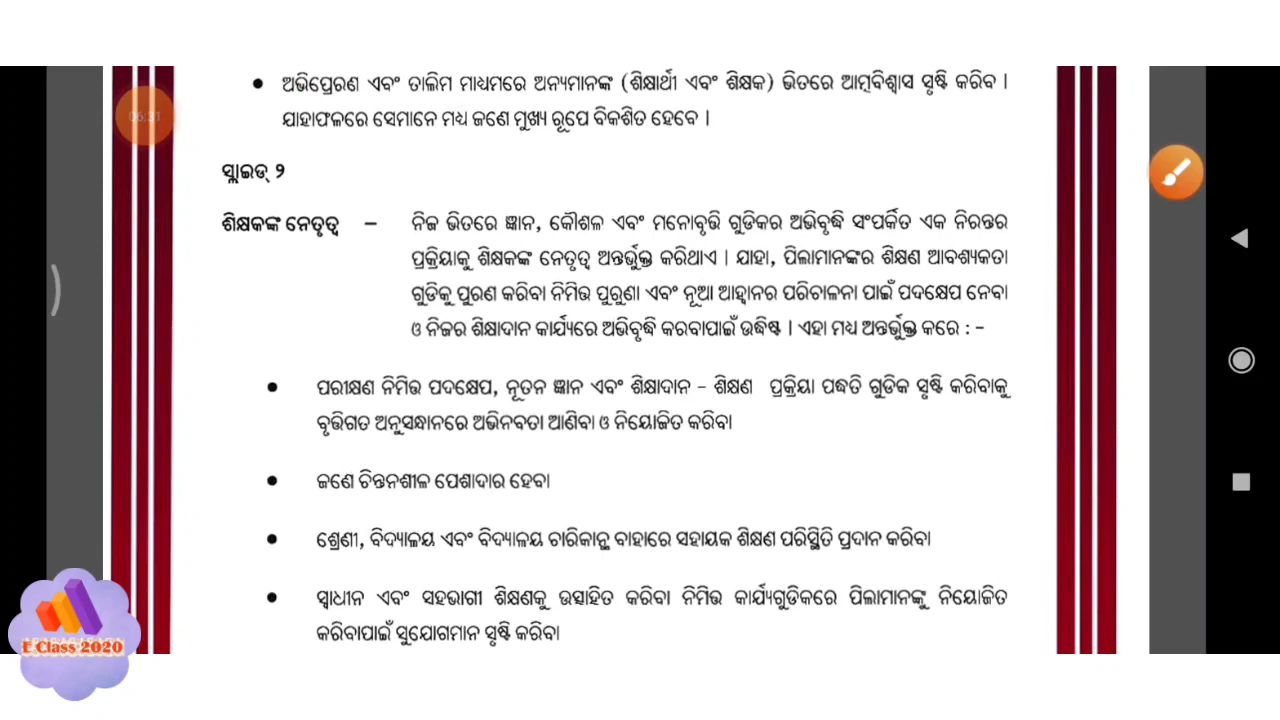 ଅଭିପ୍ରେରଣ ଏବଂ ତାଲିମ ମାଧ୍ୟମରେ ଅନ୍ୟମାନଙ୍କ (ଶିକ୍ଷାର୍ଥୀ ଏବଂ ଶିକ୍ଷକ) ଭିତରେ ଆତ୍ମବିଶ୍ୱାସ ସୃଷ୍ଟି କରିବ ।
06:31
ଯାହାଫଳରେ ସେମାନେ ମଧ୍ୟ ଜଣେ ମୁଖ୍ୟ ରୂପେ ବିକଶିତ ହେବେ ।
ସ୍ଲାଇଡ୍ ୨
ଶିକ୍ଷକଙ୍କ ନେତୃତ୍ୱ – ନିଜ ଭିତରେ ଜ୍ଞାନ, କୌଶଳ ଏବଂ ମନୋବୃତ୍ତି ଗୁଡିକର ଅଭିବୃଦ୍ଧି ସଂପର୍କିତ ଏକ ନିରନ୍ତର
ପ୍ରକ୍ରିୟାକୁ ଶିକ୍ଷକଙ୍କ ନେତୃତ୍ୱ ଅନ୍ତର୍ଭୁକ୍ତ କରିଥାଏ । ଯାହା, ପିଲାମାନଙ୍କର ଶିକ୍ଷଣ ଆବଶ୍ୟକତା
ଗୁଡିକୁ ପୁରଣ କରିବା ନିମିତ୍ତ ପୁରୁଣା ଏବଂ ନୂଆ ଆହ୍ୱାନର ପରିଚାଳନା ପାଇଁ ପଦକ୍ଷେପ ନେବା
ଓ ନିଜର ଶିକ୍ଷାଦାନ କାର୍ଯ୍ୟରେ ଅଭିବୃଦ୍ଧି କରବାପାଇଁ ଉଦ୍ଧିଷ୍ଟ । ଏହା ମଧ୍ୟ ଅନ୍ତର୍ଭୁକ୍ତ କରେ : –
ପରୀକ୍ଷଣ ନିମିତ୍ତ ପଦକ୍ଷେପ, ନୂତନ ଜ୍ଞାନ ଏବଂ ଶିକ୍ଷାଦାନ – ଶିକ୍ଷଣ ପ୍ରକ୍ରିୟା ପଦ୍ଧତି ଗୁଡିକ ସୃଷ୍ଟି କରିବାକୁ
ବୃତ୍ତିଗତ ଅନୁସନ୍ଧାନରେ ଅଭିନବତା ଆଣିବା ଓ ନିୟୋଜିତ କରିବା
ଜଣେ ଚିନ୍ତନଶୀଳ ପେଶାଦାର ହେବା
ଶ୍ରେଣୀ, ବିଦ୍ୟାଳୟ ଏବଂ ବିଦ୍ୟାଳୟ ଚାରିକାନ୍ଥ ବାହାରେ ସହାୟକ ଶିକ୍ଷଣ ପରିସ୍ଥିତି ପ୍ରଦାନ କରିବା
ସ୍ୱାଧୀନ ଏବଂ ସହଭାଗୀ ଶିକ୍ଷଣକୁ ଉତ୍ସାହିତ କରିବା ନିମିତ୍ତ କାର୍ଯ୍ୟଗୁଡିକରେ ପିଲାମାନଙ୍କୁ ନିୟୋଜିତ
କରିବାପାଇଁ ସୁଯୋଗମାନ ସୃଷ୍ଟି କରିବା
E Class 2020